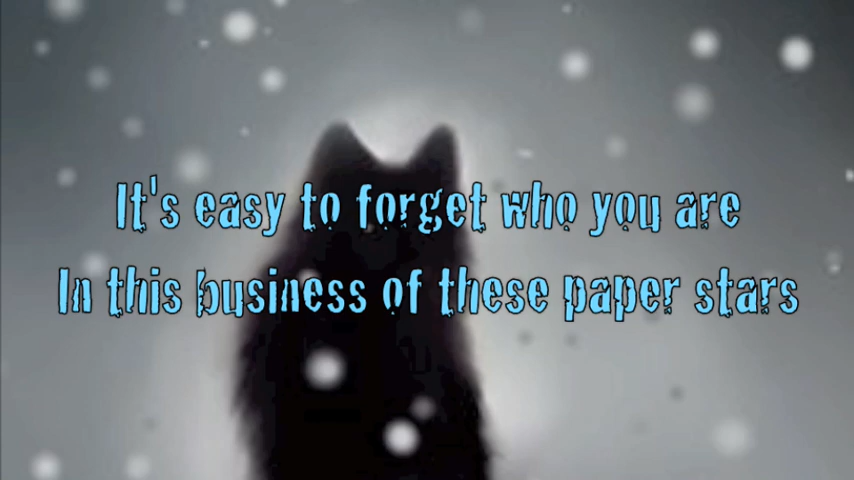 It's easy to forget who you are
In this business of these paper stars